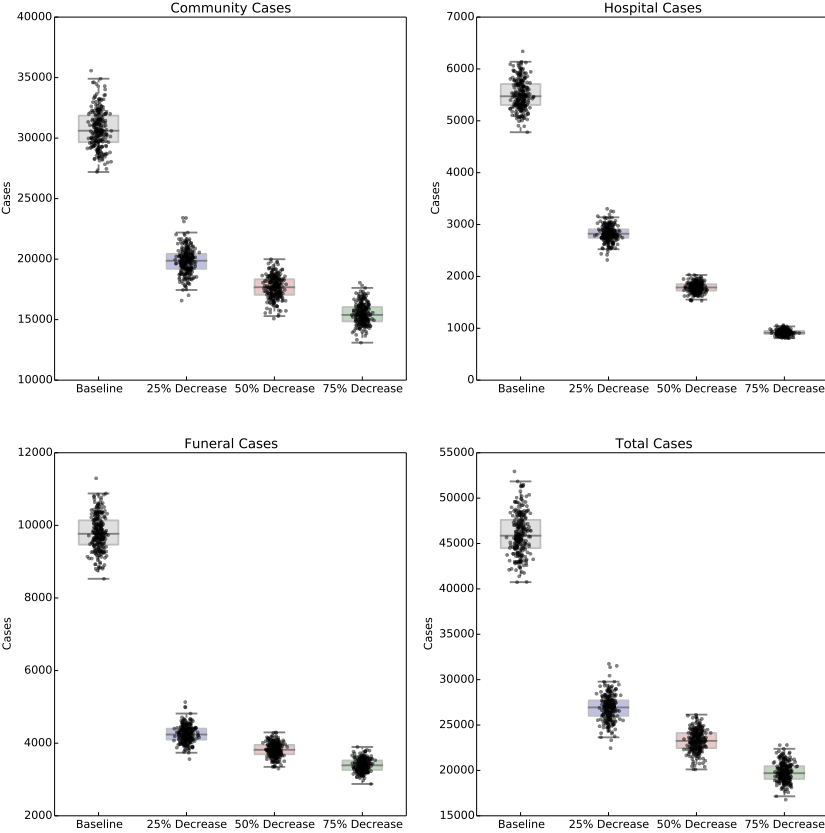 Community Cases
40000
35000
30000
25000
20000
15000
10000
Cases
Baseline 25% Decrease 50% Decrease 75% Decrease
Hospital Cases
7000
6000
5000
4000
3000
2000
1000
0
Cases
Baseline 25% Decrease 50% Decrease 75% Decrease
Funeral Cases
12000
10000
8000
6000
4000
2000
Cases
Baseline 25% Decrease 50% Decrease 75% Decrease
Total Cases
55000
50000
45000
40000
35000
30000
25000
20000
15000
Cases
Baseline 25% Decrease 50% Decrease 75% Decrease